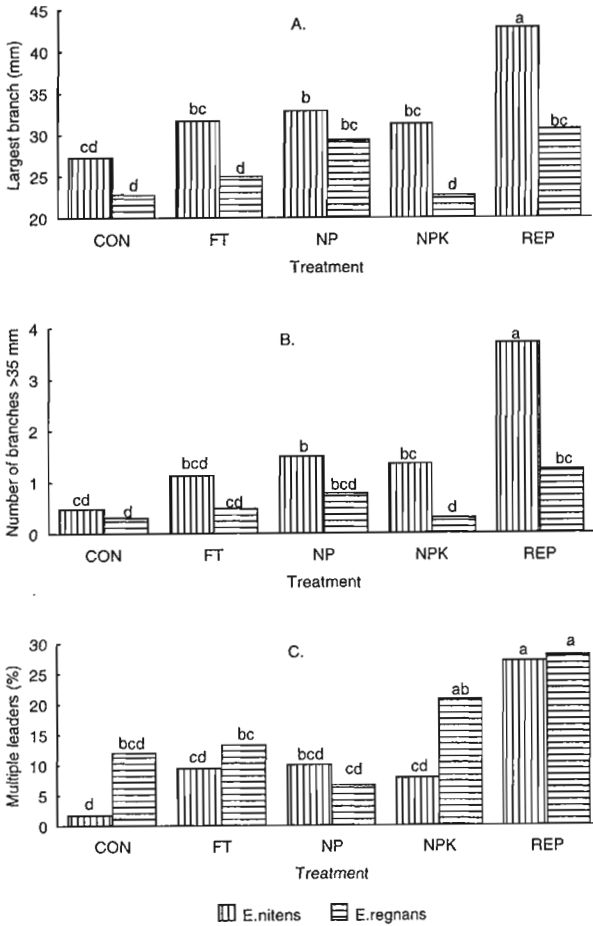 A.
Largest branch (mm)
45
40
35
30
25
20
cd
d
bc
d
b
bc
bc
d
a
bc
CON FT NP NPK REP
Treatment
B.
Number of branches >35 mm
4
3
2
1
0
cd
d
bcd
cd
b
bcd
bc
d
a
bc
CON FT NP NPK REP
Treatment
C.
Multiple leaders (%)
30
25
20
15
10
5
0
d
bcd
cd
bc
bcd
cd
cd
ab
a
a
CON FT NP NPK REP
Treatment
E.nitens E.regnans